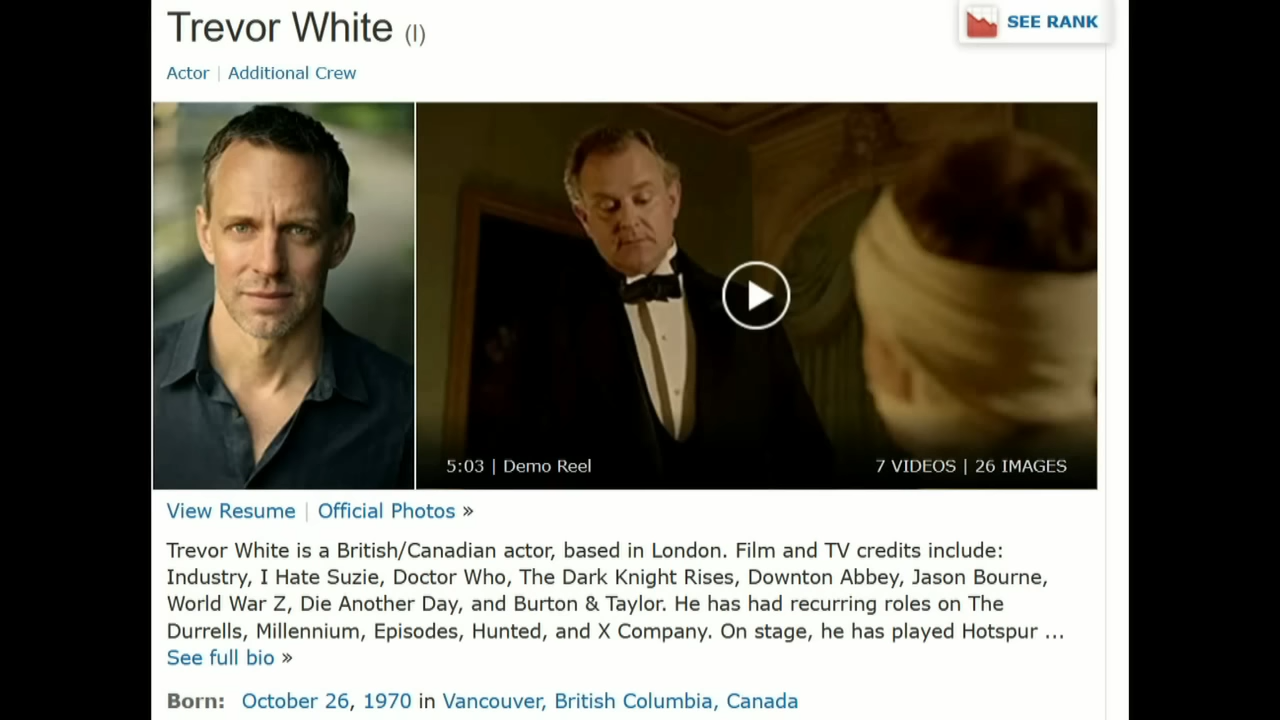 Trevor White (I)
SEE RANK
Actor | Additional Crew
5:03 | Demo Reel
7 VIDEOS | 26 IMAGES
View Resume | Official Photos »
Trevor White is a British/Canadian actor, based in London. Film and TV credits include:
Industry, I Hate Suzie, Doctor Who, The Dark Knight Rises, Downton Abbey, Jason Bourne,
World War Z, Die Another Day, and Burton & Taylor. He has had recurring roles on The
Durrells, Millennium, Episodes, Hunted, and X Company. On stage, he has played Hotspur ...
See full bio »
Born: October 26, 1970 in Vancouver, British Columbia, Canada